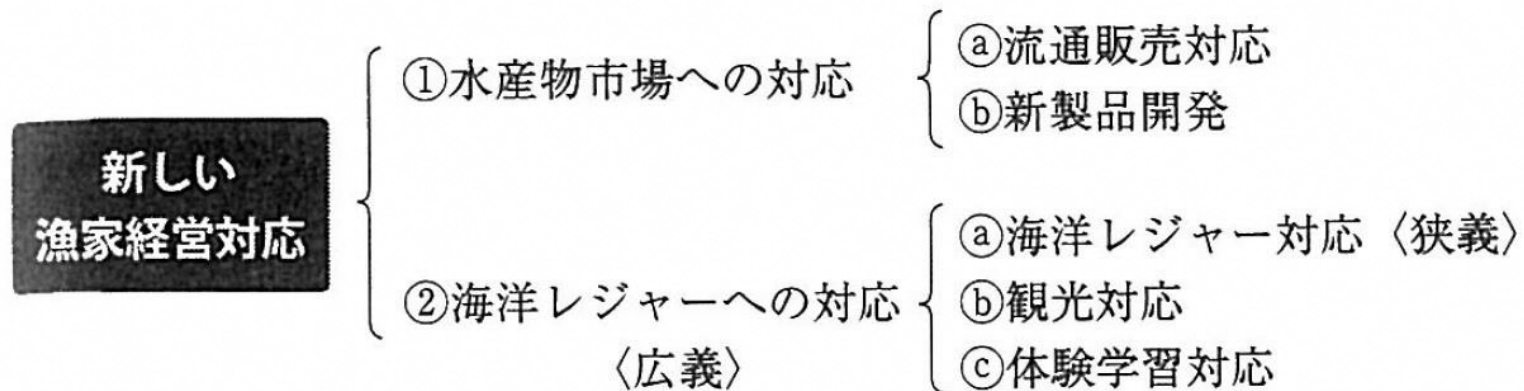 新しい
漁家経営対応
①水産物市場への対応
ⓐ流通販売対応
ⓑ新製品開発
②海洋レジャーへの対応
〈広義〉
ⓐ海洋レジャー対応〈狭義〉
ⓑ観光対応
ⓒ体験学習対応